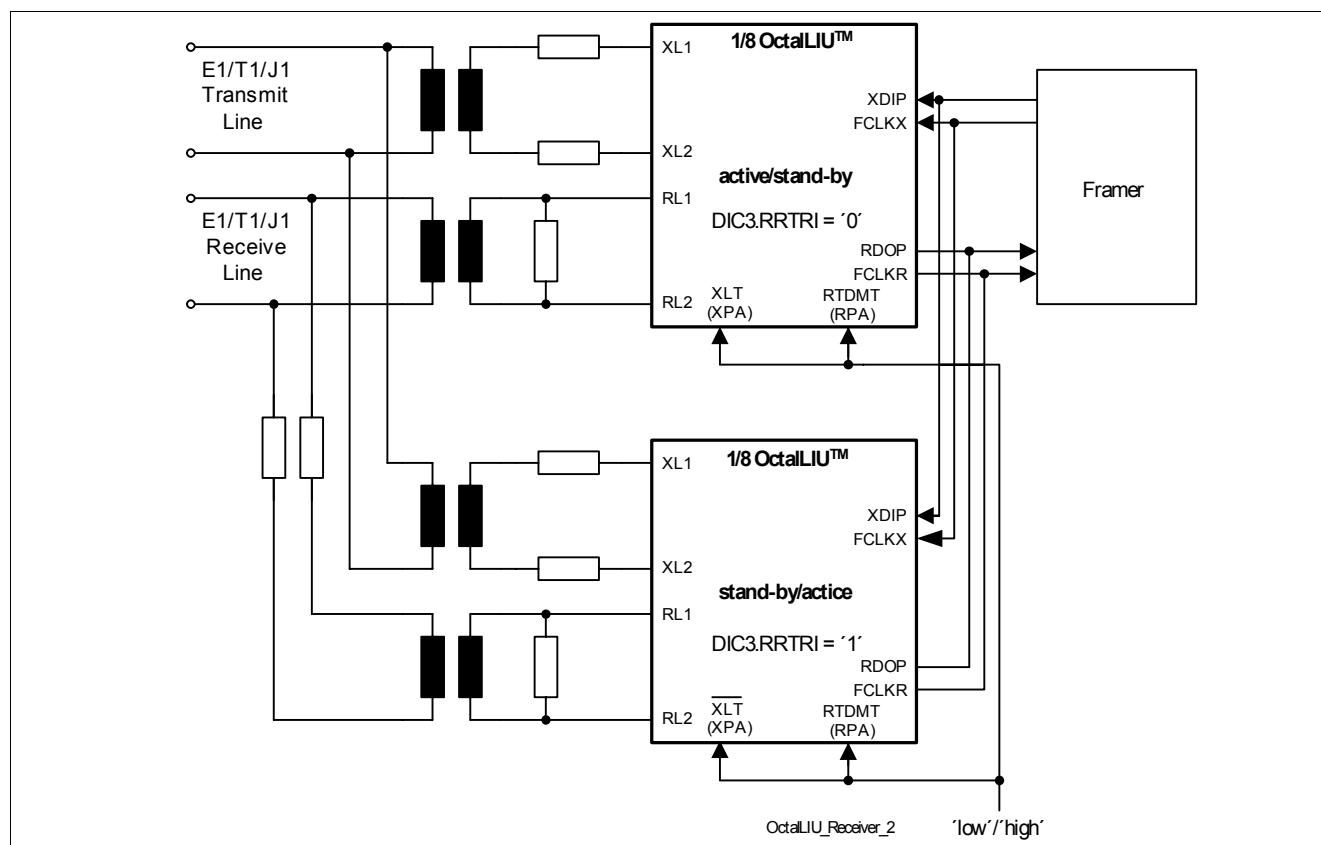 E1/T1/J1
Transmit
Line
E1/T1/J1
Receive
Line
XL1
XL2
RL1
RL2
1/8 OctalLIU™
XDIP
FCLKX
active/stand-by
DIC3.RRTRI = ´0´
RDOP
FCLKR
XLT
(XPA)
RTDMT
(RPA)
Framer
XL1
XL2
RL1
RL2
1/8 OctalLIU™
XDIP
FCLKX
stand-by/actice
DIC3.RRTRI = ´1´
RDOP
FCLKR
X̅L̅T̅
(XPA)
RTDMT
(RPA)
OctalLIU_Receiver_2
´low´/´high´